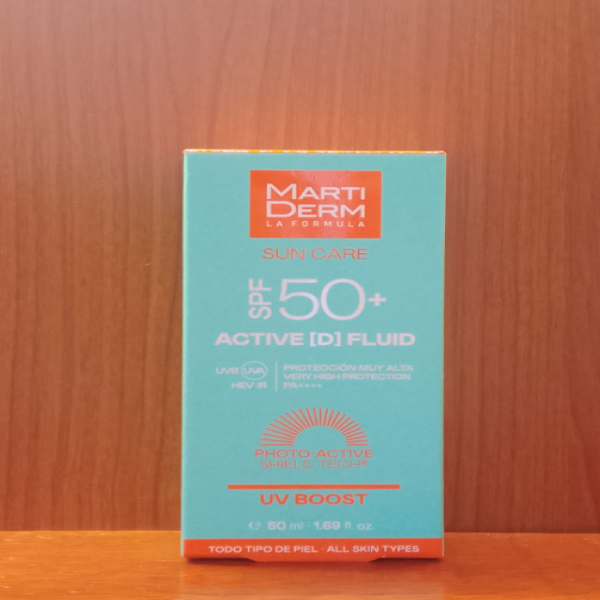 MARTI
DERM
LA FORMULA
SUN CARE
SPF 50+
ACTIVE [D] FLUID
UVB UVA
HEV IR
PROTECCIÓN MUY ALTA
VERY HIGH PROTECTION
PA++++
PHOTO-ACTIVE
SHIELD TECH®
UV BOOST
℮ 50 ml · 1.69 fl. oz.
TODO TIPO DE PIEL · ALL SKIN TYPES